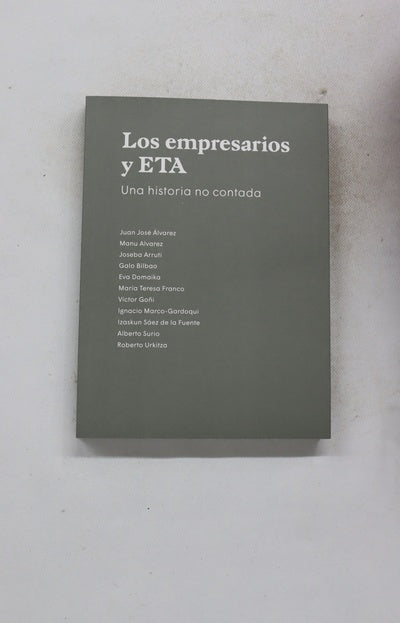 Los empresarios
y ETA
Una historia no contada
Juan José Álvarez
Manu Alvarez
Joseba Arruti
Galo Bilbao
Eva Domaika
María Teresa Franco
Víctor Goñi
Ignacio Marco-Gardoqui
Izaskun Sáez de la Fuente
Alberto Surio
Roberto Urkitza